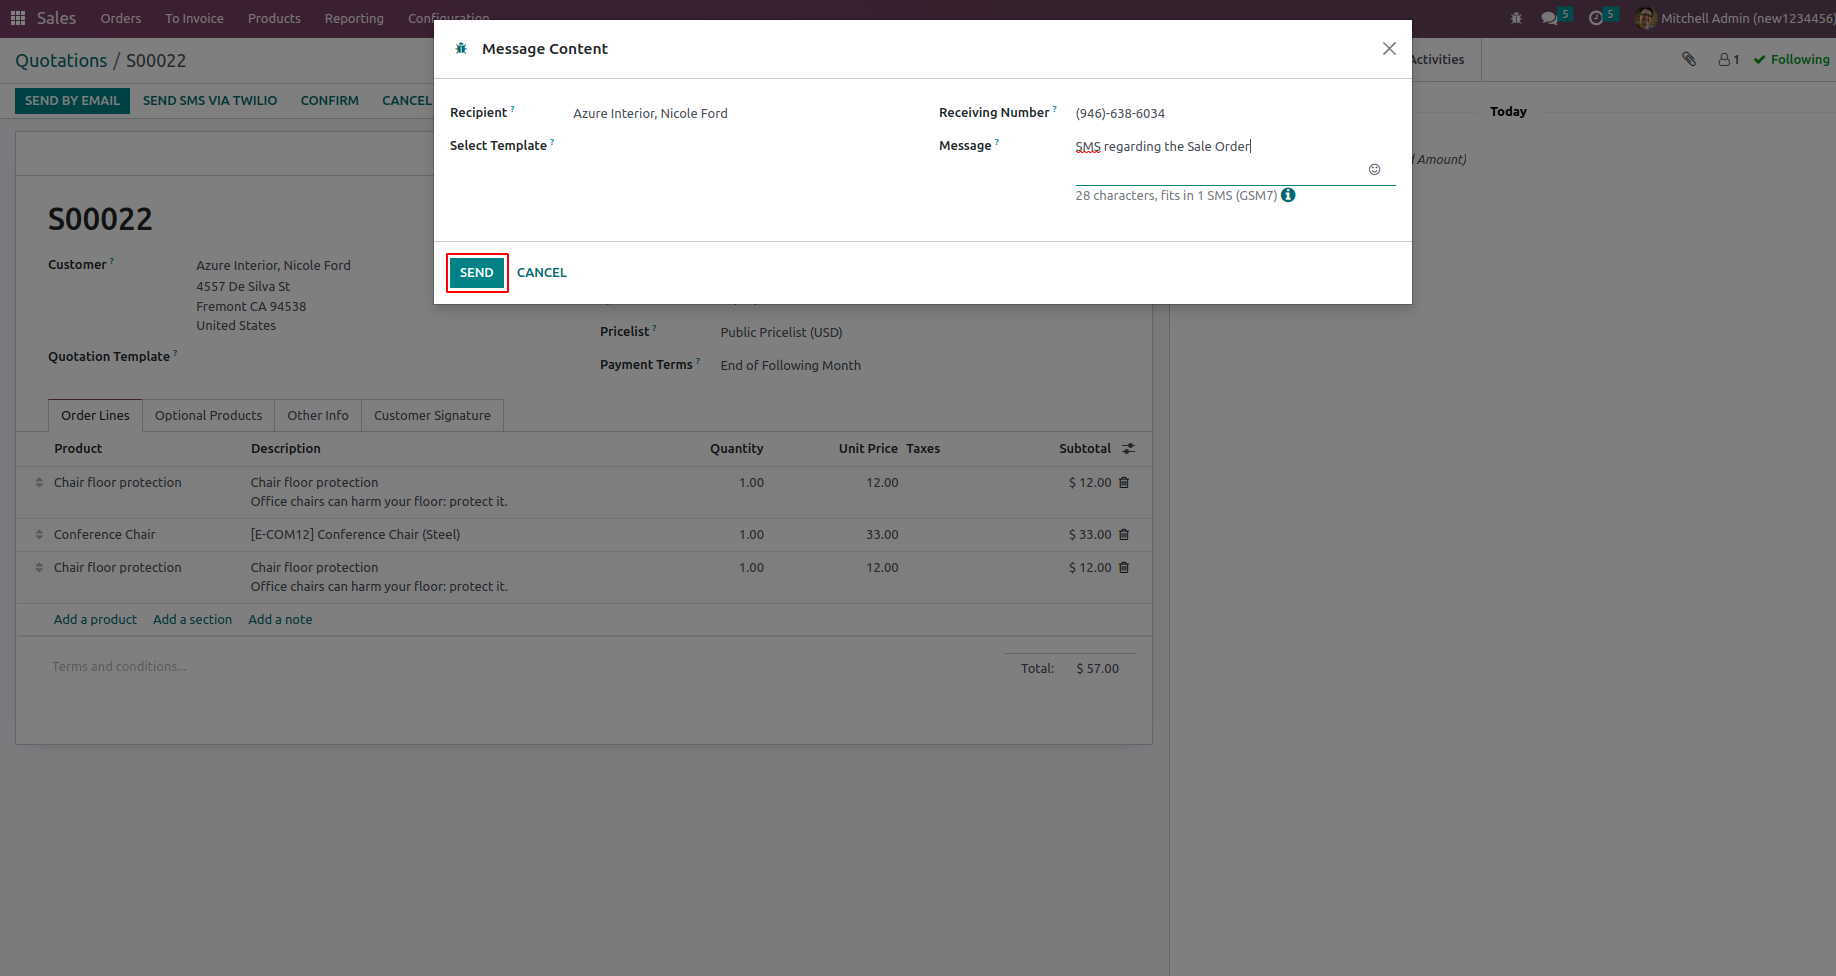 Sales Orders To Invoice Products Reporting Configuration 5 5 Mitchell Admin (new1234456)
Quotations / S00022
Activities 1 Following
SEND BY EMAIL SEND SMS VIA TWILIO CONFIRM CANCEL
Today
Amount)
Message Content
Recipient ? Azure Interior, Nicole Ford Receiving Number ? (946)-638-6034
Select Template ? Message ? SMS regarding the Sale Order
28 characters, fits in 1 SMS (GSM7)
SEND CANCEL
S00022
Customer ? Azure Interior, Nicole Ford
4557 De Silva St
Fremont CA 94538
United States
Quotation Template ?
Pricelist ? Public Pricelist (USD)
Payment Terms ? End of Following Month
Order Lines Optional Products Other Info Customer Signature
Product Description Quantity Unit Price Taxes Subtotal
Chair floor protection Chair floor protection 1.00 12.00 $ 12.00
Office chairs can harm your floor: protect it.
Conference Chair [E-COM12] Conference Chair (Steel) 1.00 33.00 $ 33.00
Chair floor protection Chair floor protection 1.00 12.00 $ 12.00
Office chairs can harm your floor: protect it.
Add a product Add a section Add a note
Terms and conditions...
Total: $ 57.00